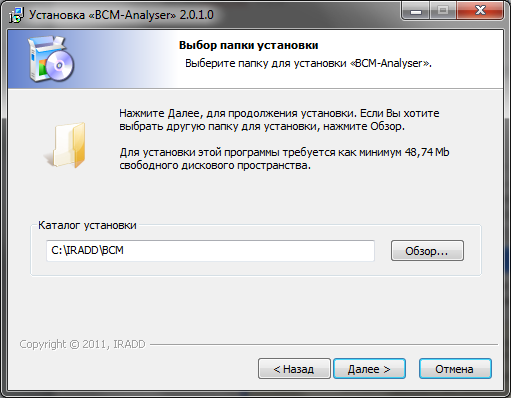 Установка «BCM-Analyser» 2.0.1.0
Выбор папки установки
Выберите папку для установки «BCM-Analyser».
Нажмите Далее, для продолжения установки. Если Вы хотите
выбрать другую папку для установки, нажмите Обзор.
Для установки этой программы требуется как минимум 48,74 Mb
свободного дискового пространства.
Каталог установки
C:\IRADD\BCM
Обзор...
Copyright © 2011, IRADD
< Назад
Далее >
Отмена